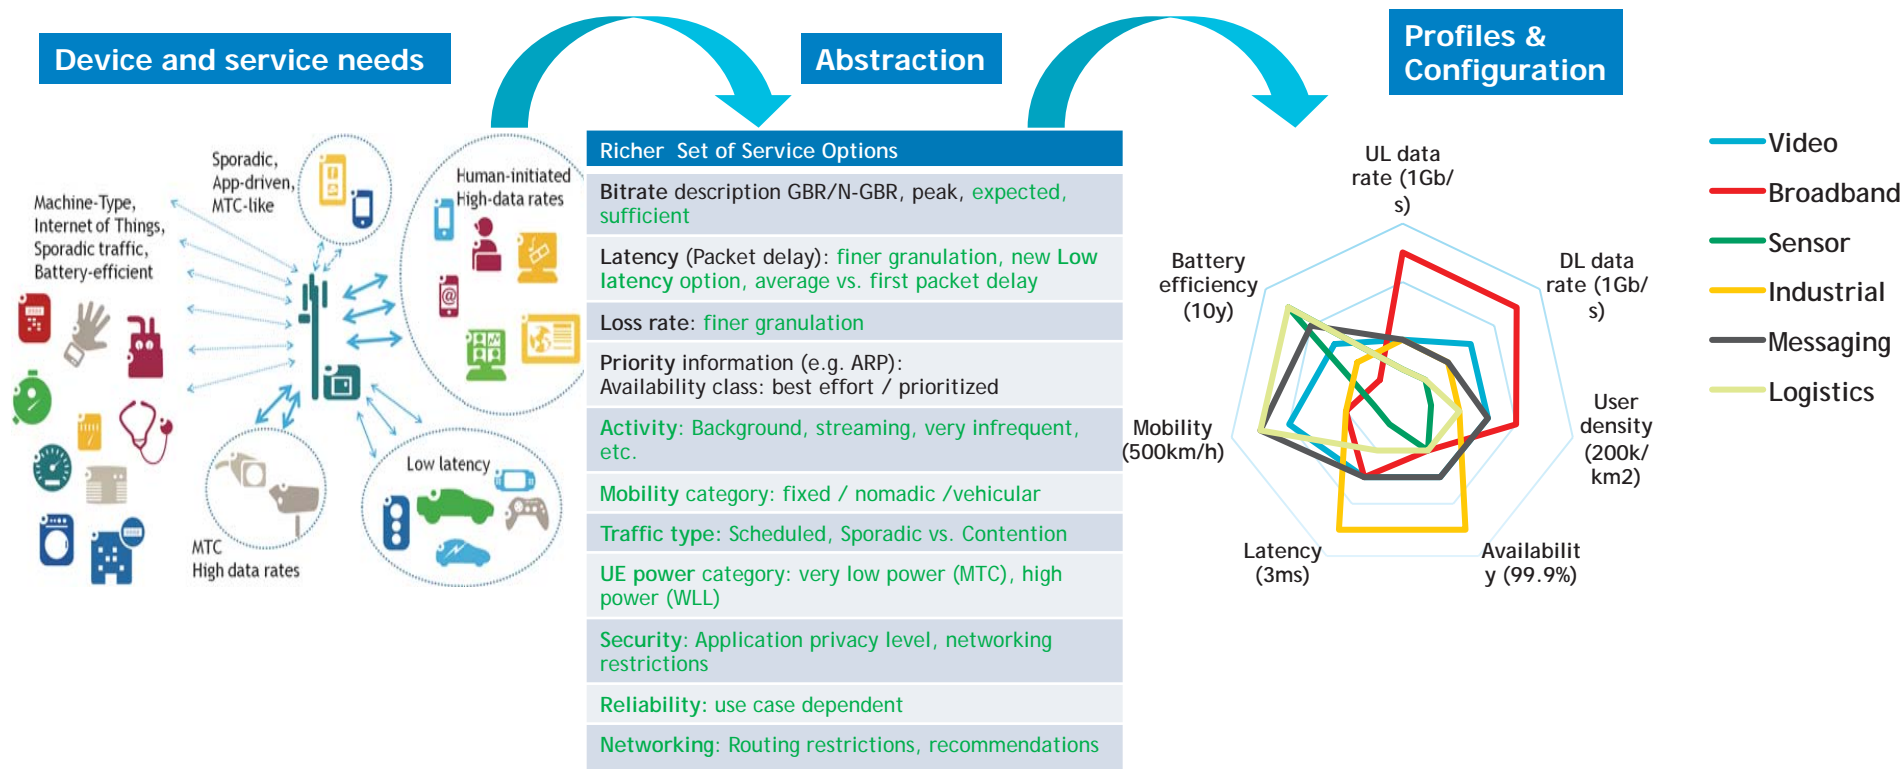 Device and service needs
Abstraction
Profiles &
Configuration
Sporadic,
App-driven,
MTC-like
Human-initiated
High-data rates
Machine-Type,
Internet of Things,
Sporadic traffic,
Battery-efficient
@
Low latency
MTC
High data rates
Richer Set of Service Options
Bitrate description GBR/N-GBR, peak, expected,
sufficient
Latency (Packet delay): finer granulation, new Low
latency option, average vs. first packet delay
Loss rate: finer granulation
Priority information (e.g. ARP):
Availability class: best effort / prioritized
Activity: Background, streaming, very infrequent,
etc.
Mobility category: fixed / nomadic /vehicular
Traffic type: Scheduled, Sporadic vs. Contention
UE power category: very low power (MTC), high
power (WLL)
Security: Application privacy level, networking
restrictions
Reliability: use case dependent
Networking: Routing restrictions, recommendations
UL data
rate (1Gb/
s)
DL data
rate (1Gb/
s)
User
density
(200k/
km2)
Availabilit
y (99.9%)
Latency
(3ms)
Mobility
(500km/h)
Battery
efficiency
(10y)
Video
Broadband
Sensor
Industrial
Messaging
Logistics